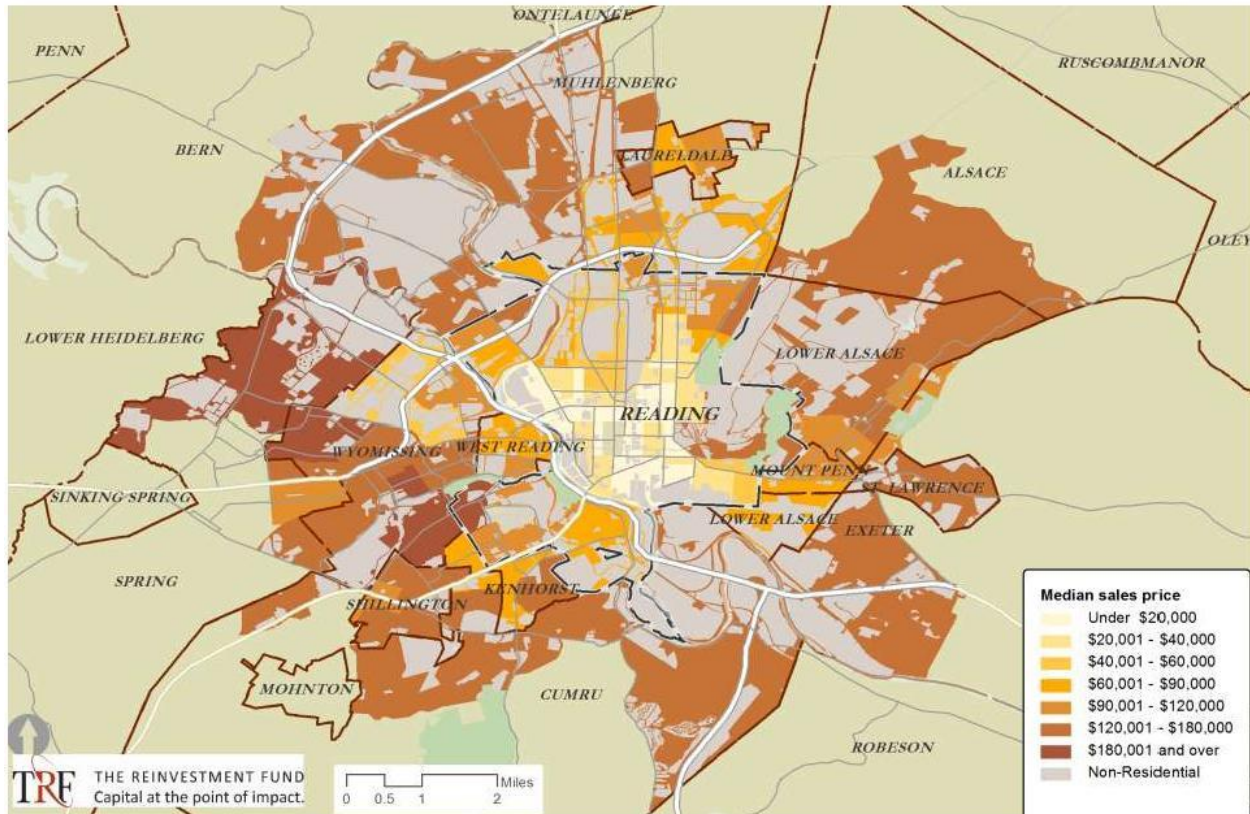 ONTELAUNEE
PENN
RUSCOMBMANOR
MUHLENBERG
BERN
LAURELDALE
ALSACE
OLEY
LOWER HEIDELBERG
LOWER ALSACE
READING
WYOMISSING
WEST READING
MOUNT PENN
SINKING SPRING
ST. LAWRENCE
LOWER ALSACE
EXETER
SPRING
KENHORST
SHILLINGTON
MOHNTON
CUMRU
ROBESON
Median sales price
Under $20,000
$20,001 - $40,000
$40,001 - $60,000
$60,001 - $90,000
$90,001 - $120,000
$120,001 - $180,000
$180,001 and over
Non-Residential
TRF THE REINVESTMENT FUND
Capital at the point of impact.
Miles
0 0.5 1 2